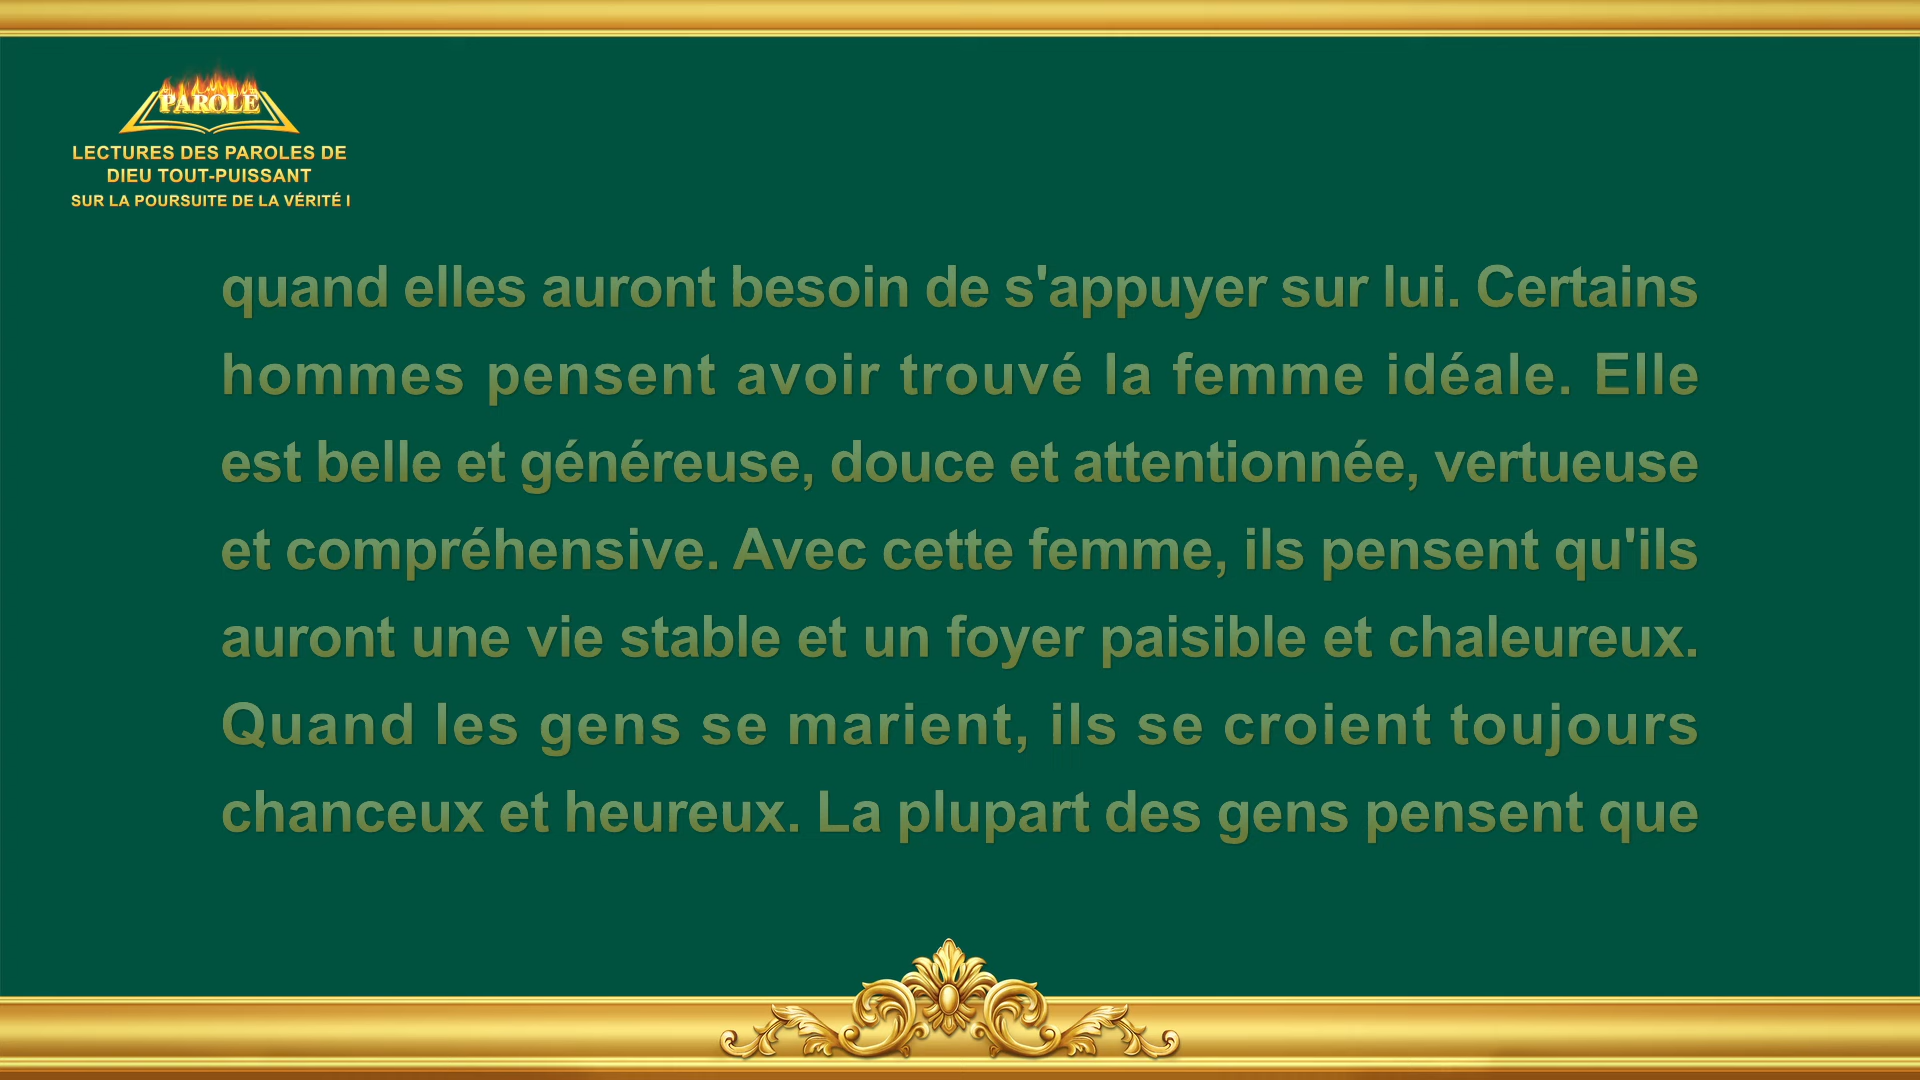 PAROLE
LECTURES DES PAROLES DE
DIEU TOUT-PUISSANT
SUR LA POURSUITE DE LA VÉRITÉ I
quand elles auront besoin de s'appuyer sur lui. Certains
hommes pensent avoir trouvé la femme idéale. Elle
est belle et généreuse, douce et attentionnée, vertueuse
et compréhensive. Avec cette femme, ils pensent qu'ils
auront une vie stable et un foyer paisible et chaleureux.
Quand les gens se marient, ils se croient toujours
chanceux et heureux. La plupart des gens pensent que